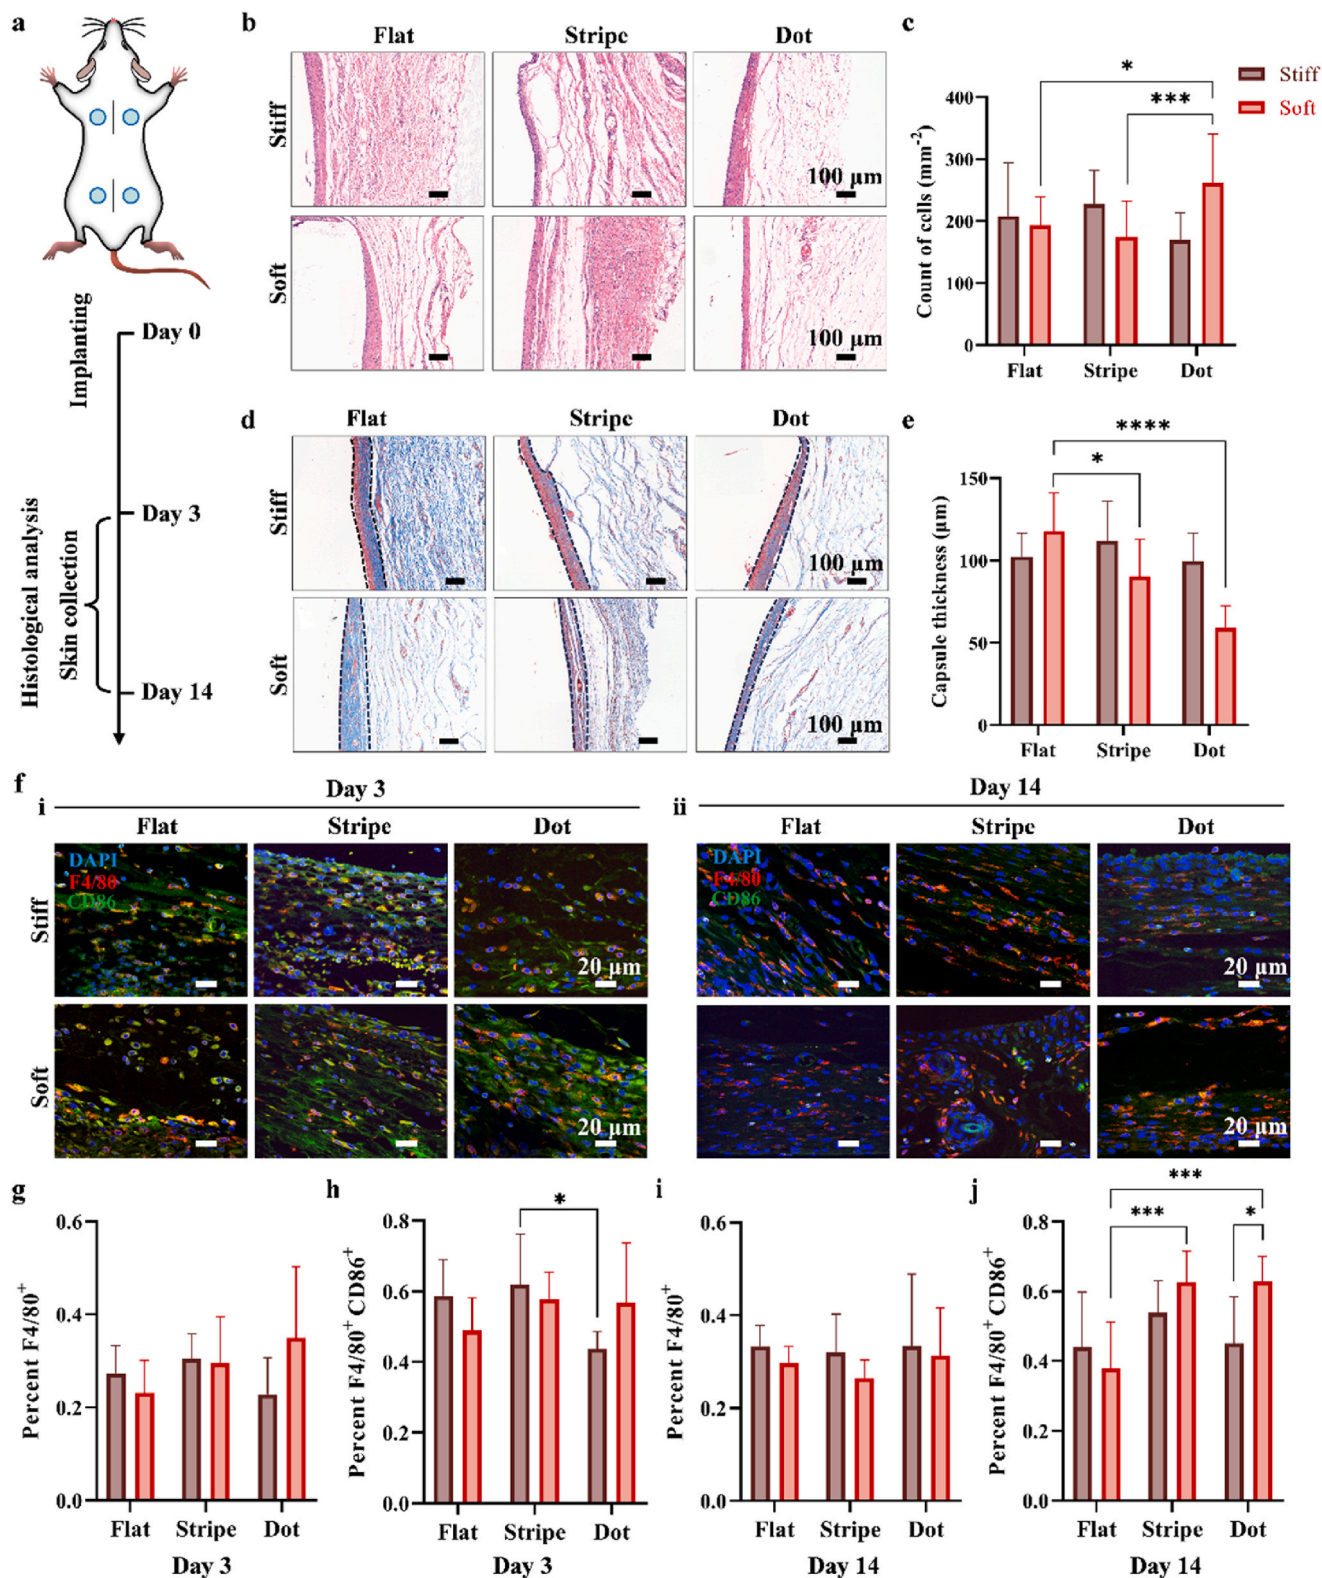 a
Implanting
Day 0
Day 3
Histological analysis
Skin collection
Day 14
b
Flat
Stripe
Dot
Stiff
100 µm
Soft
100 µm
c
Stiff
Soft
*
***
Count of cells (mm⁻²)
400
300
200
100
0
Flat
Stripe
Dot
d
Flat
Stripe
Dot
Stiff
100 µm
Soft
100 µm
e
****
*
Capsule thickness (µm)
150
100
50
0
Flat
Stripe
Dot
f
Day 3
i
Flat
Stripe
Dot
DAPI
F4/80
CD86
Stiff
20 µm
Soft
20 µm
Day 14
ii
Flat
Stripe
Dot
DAPI
F4/80
CD86
20 µm
20 µm
g
Percent F4/80⁺
0.6
0.4
0.2
0.0
Flat
Stripe
Dot
Day 3
h
*
Percent F4/80⁺ CD86⁺
0.8
0.6
0.4
0.2
0.0
Flat
Stripe
Dot
Day 3
i
Percent F4/80⁺
0.6
0.4
0.2
0.0
Flat
Stripe
Dot
Day 14
j
***
***
*
Percent F4/80⁺ CD86⁺
0.8
0.6
0.4
0.2
0.0
Flat
Stripe
Dot
Day 14